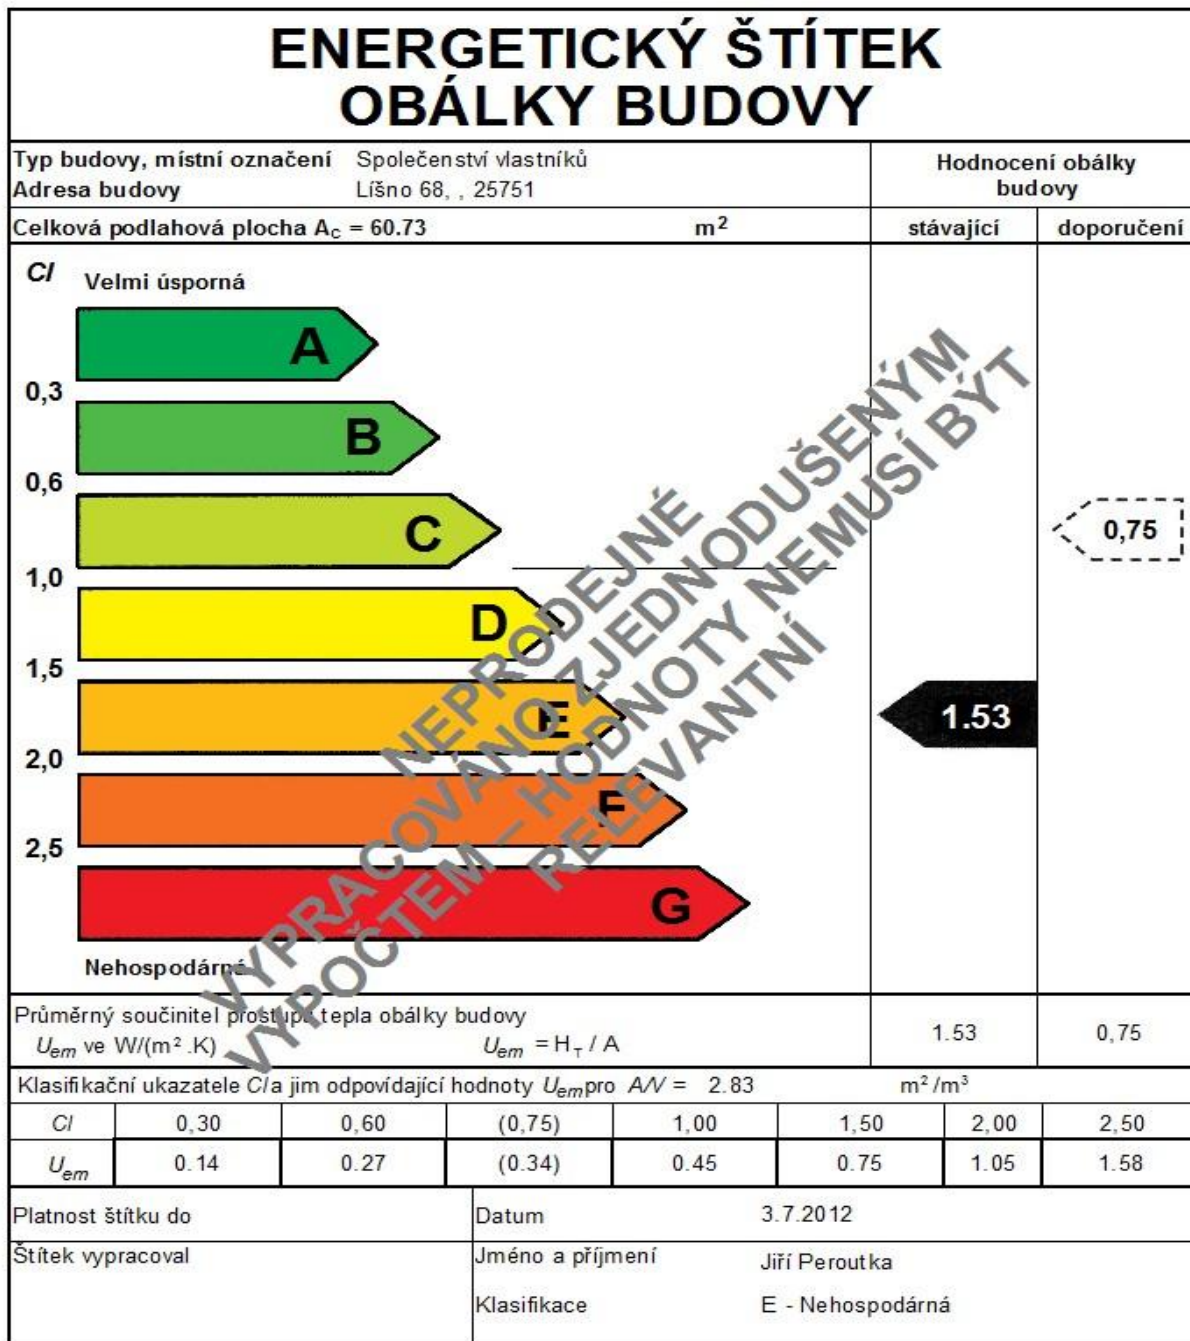 ENERGETICKÝ ŠTÍTEK
OBÁLKY BUDOVY
Typ budovy, místní označení Společenství vlastníků
Adresa budovy Líšno 68, , 25751
Hodnocení obálky
budovy
Celková podlahová plocha AC = 60.73 m²
stávající doporučení
CI Velmi úsporná
A
0,3
B
0,6
C
0,75
1,0
D
1,5
E
1.53
2,0
F
2,5
G
Nehospodárná
NEPRODEJNÉ
VYPRACOVÁNO ZJEDNODUŠENÝM
VYPOČTEM – HODNOTY NEMUSÍ BÝT
RELEVANTNÍ
Průměrný součinitel prostupu tepla obálky budovy
Uem ve W/(m² .K) Uem = HT / A 1.53 0,75
Klasifikační ukazatele CI a jim odpovídající hodnoty Uem pro A/V = 2.83 m²/m³
CI 0,30 0,60 (0,75) 1,00 1,50 2,00 2,50
Uem 0.14 0.27 (0.34) 0.45 0.75 1.05 1.58
Platnost štítku do Datum 3.7.2012
Štítek vypracoval Jméno a příjmení Jiří Peroutka
Klasifikace E - Nehospodárná